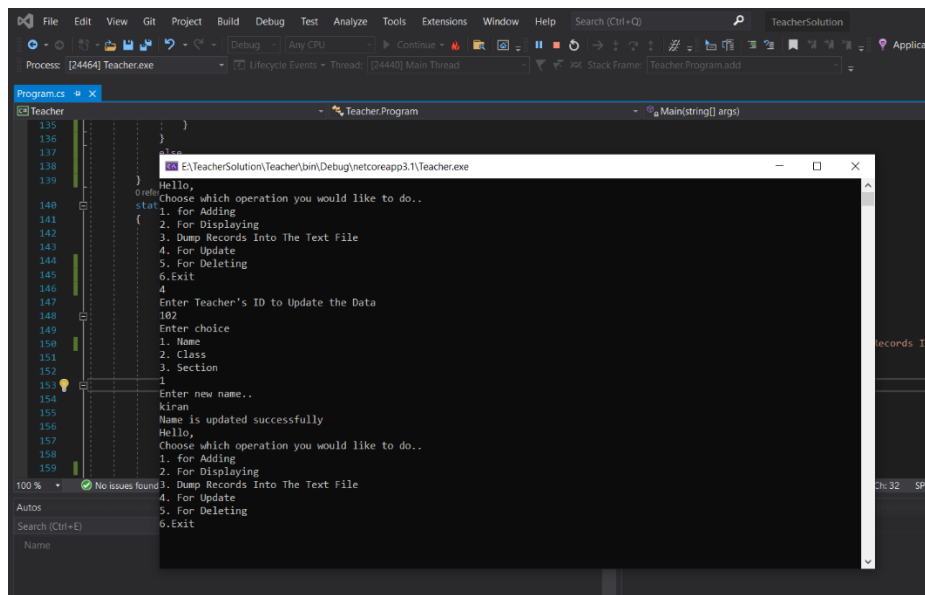 File Edit View Git Project Build Debug Test Analyze Tools Extensions Window Help Search (Ctrl+Q) TeacherSolution
Debug Any CPU Continue Applica
Process: [24464] Teacher.exe Lifecycle Events Thread: [24440] Main Thread Stack Frame: Teacher.Program.add
Program.cs
Teacher Teacher.Program Main(string[] args)
135 }
136 }
137 else
138
139 }
0 refe
140 stat
141 {
142
143
144
145
146
147
148
149
150 Records I
151
152
153
154
155
156
157
158
159
100 % No issues found Ch: 32 SP
Autos
Search (Ctrl+E)
Name
E:\TeacherSolution\Teacher\bin\Debug\netcoreapp3.1\Teacher.exe
Hello,
Choose which operation you would like to do..
1. for Adding
2. For Displaying
3. Dump Records Into The Text File
4. For Update
5. For Deleting
6.Exit
4
Enter Teacher's ID to Update the Data
102
Enter choice
1. Name
2. Class
3. Section
1
Enter new name..
kiran
Name is updated successfully
Hello,
Choose which operation you would like to do..
1. for Adding
2. For Displaying
3. Dump Records Into The Text File
4. For Update
5. For Deleting
6.Exit